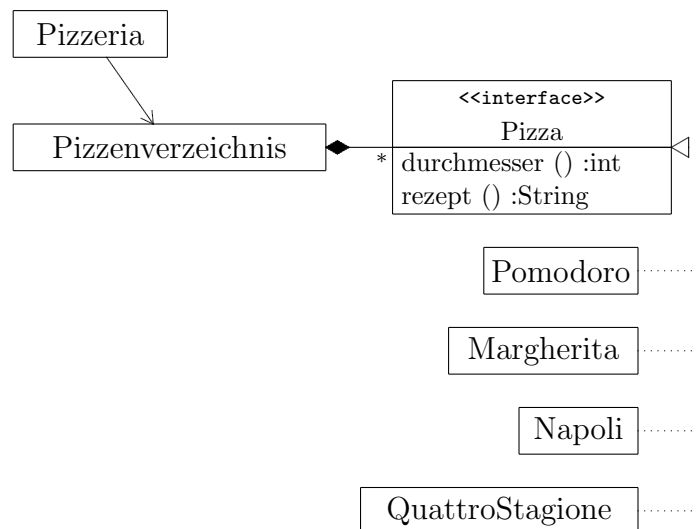 Pizzeria
<<interface>>
Pizza
Pizzenverzeichnis
*
durchmesser () :int
rezept () :String
Pomodoro
Margherita
Napoli
QuattroStagione